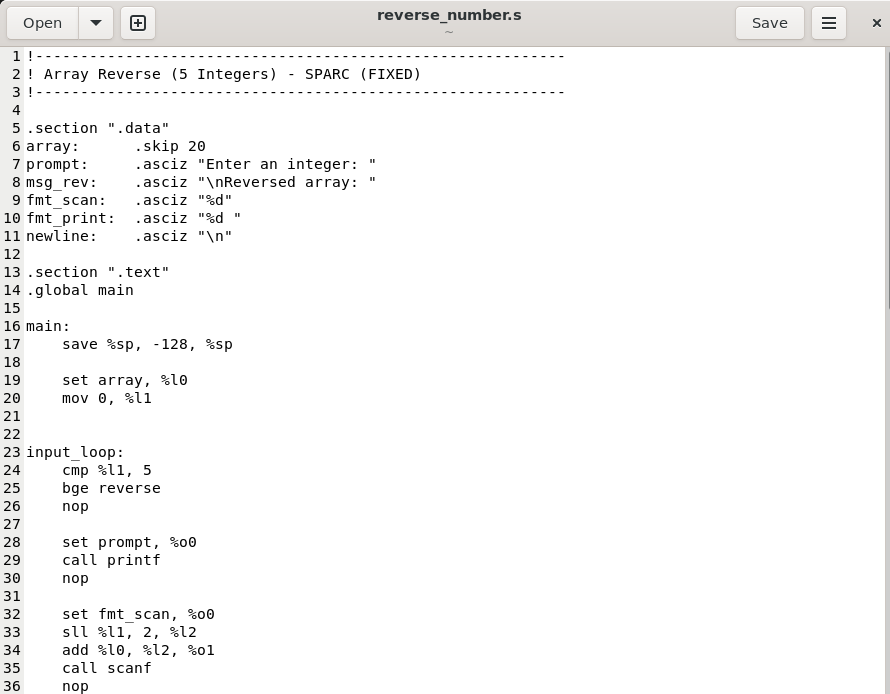 Open
reverse_number.s
~
Save
1 !-----------------------------------------------------------
2 ! Array Reverse (5 Integers) - SPARC (FIXED)
3 !-----------------------------------------------------------
4
5 .section ".data"
6 array:      .skip 20
7 prompt:     .asciz "Enter an integer: "
8 msg_rev:    .asciz "\nReversed array: "
9 fmt_scan:   .asciz "%d"
10 fmt_print:  .asciz "%d "
11 newline:    .asciz "\n"
12
13 .section ".text"
14 .global main
15
16 main:
17     save %sp, -128, %sp
18
19     set array, %l0
20     mov 0, %l1
21
22
23 input_loop:
24     cmp %l1, 5
25     bge reverse
26     nop
27
28     set prompt, %o0
29     call printf
30     nop
31
32     set fmt_scan, %o0
33     sll %l1, 2, %l2
34     add %l0, %l2, %o1
35     call scanf
36     nop